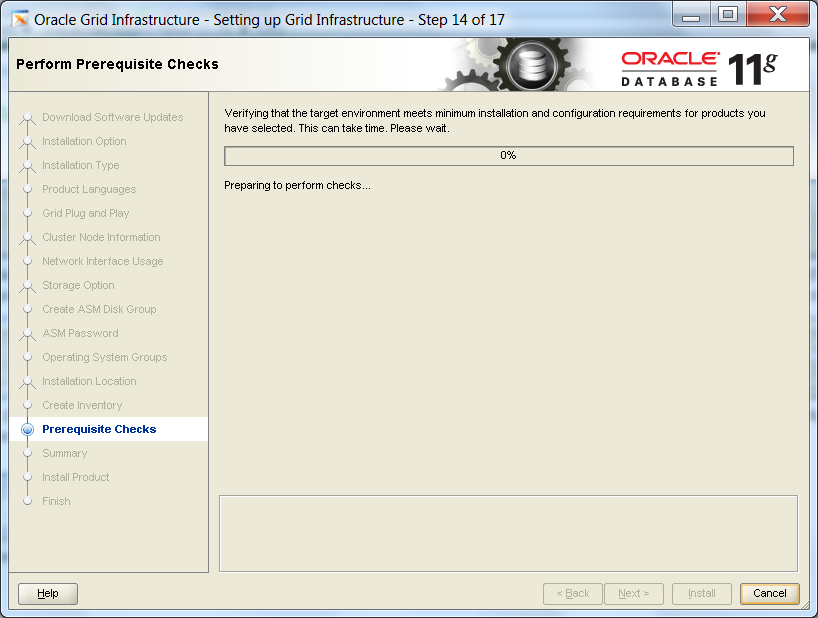 Oracle Grid Infrastructure - Setting up Grid Infrastructure - Step 14 of 17
Perform Prerequisite Checks
ORACLE
DATABASE
11g
Download Software Updates
Installation Option
Installation Type
Product Languages
Grid Plug and Play
Cluster Node Information
Network Interface Usage
Storage Option
Create ASM Disk Group
ASM Password
Operating System Groups
Installation Location
Create Inventory
Prerequisite Checks
Summary
Install Product
Finish
Verifying that the target environment meets minimum installation and configuration requirements for products you
have selected. This can take time. Please wait.
0%
Preparing to perform checks...
Help
< Back
Next >
Install
Cancel